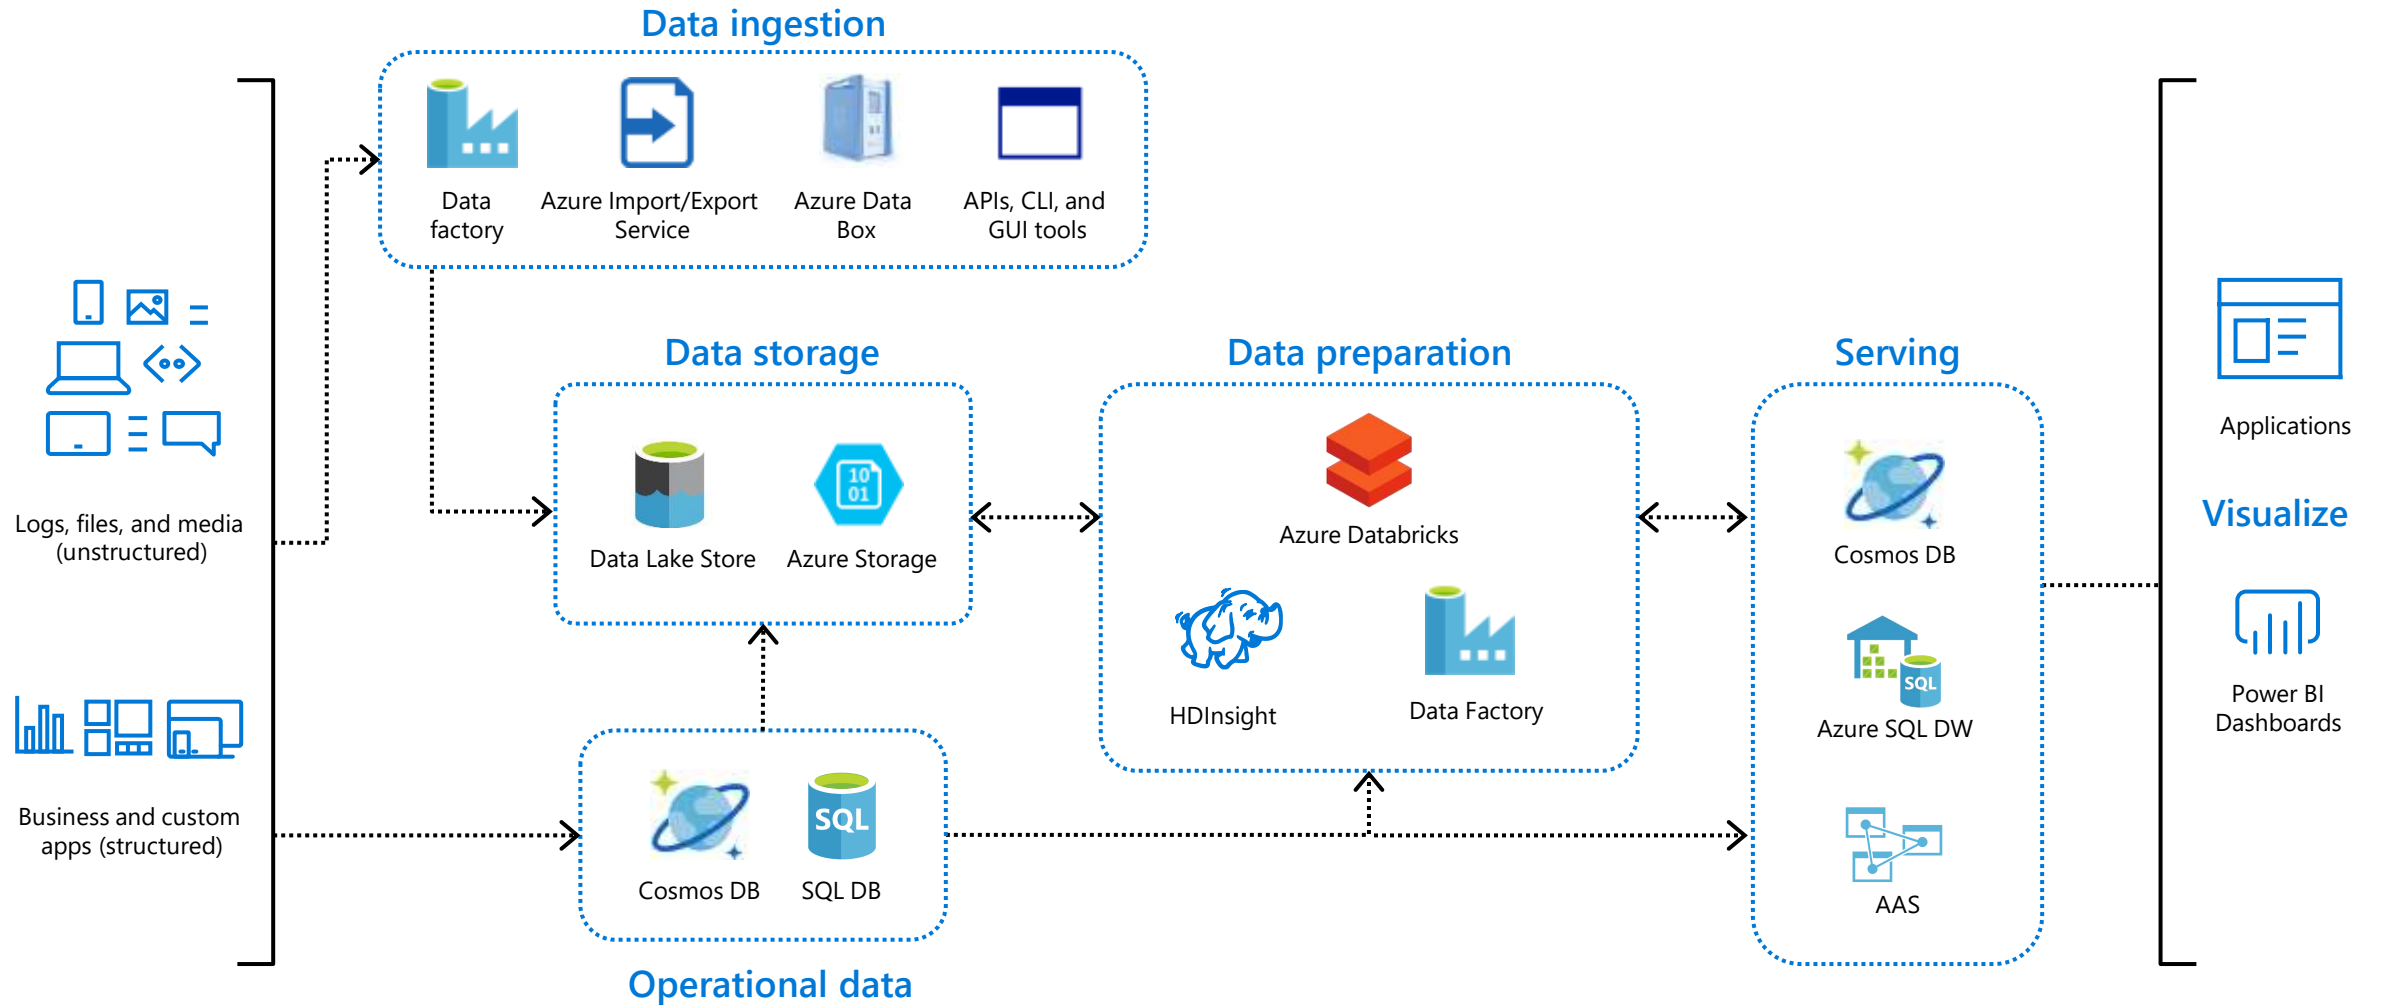 Data ingestion
Data
factory
Azure Import/Export
Service
Azure Data
Box
APIs, CLI, and
GUI tools
Logs, files, and media
(unstructured)
Business and custom
apps (structured)
Data storage
10
01
Data Lake Store
Azure Storage
Operational data
SQL
Cosmos DB
SQL DB
Data preparation
Azure Databricks
HDInsight
Data Factory
Serving
Cosmos DB
SQL
Azure SQL DW
AAS
Applications
Visualize
Power BI
Dashboards